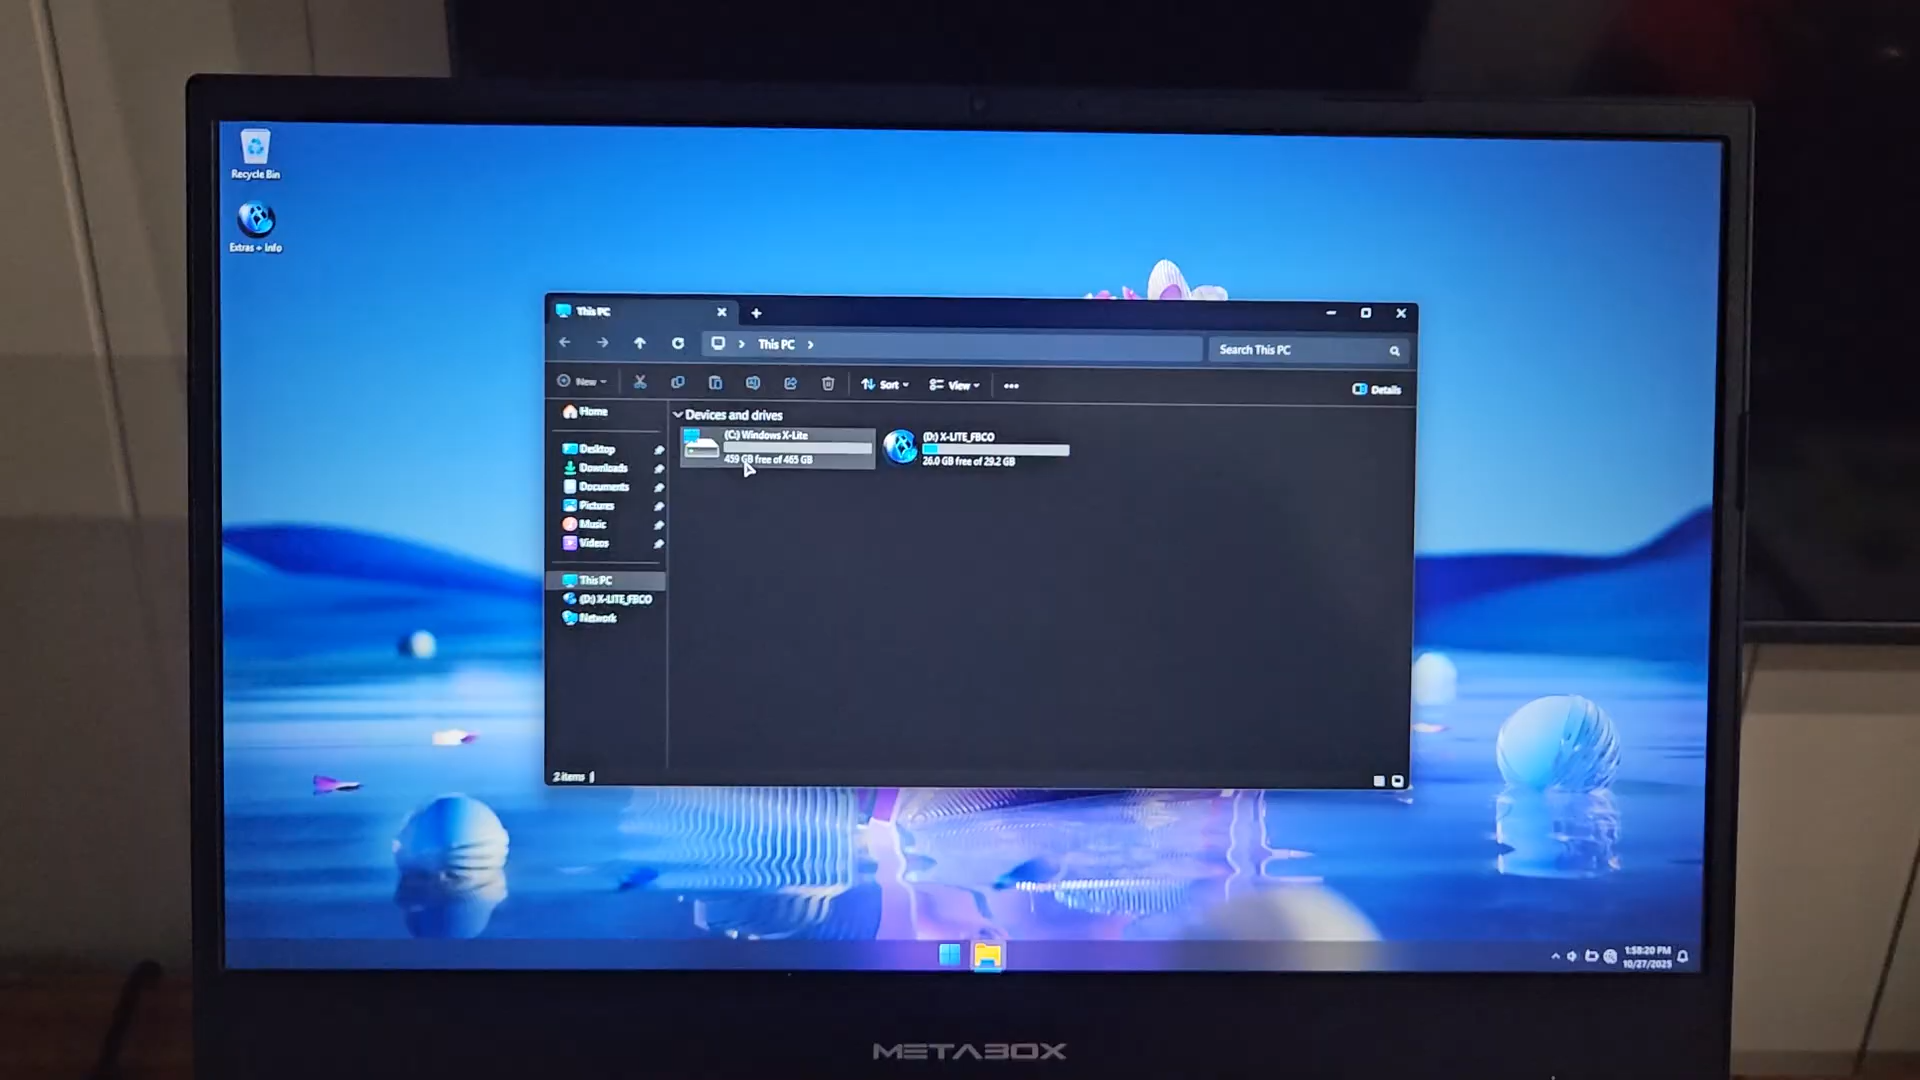 Recycle Bin
Extras + Info
This PC
This PC
Search This PC
New
Sort
View
Details
Home
Devices and drives
(C:) Windows X-Lite
459 GB free of 465 GB
(D:) X-LITE_FBCO
26.0 GB free of 29.2 GB
Desktop
Downloads
Documents
Pictures
Music
Videos
This PC
(D:) X-LITE_FBCO
Network
2 items
1:58:20 PM
10/27/2025
METABOX